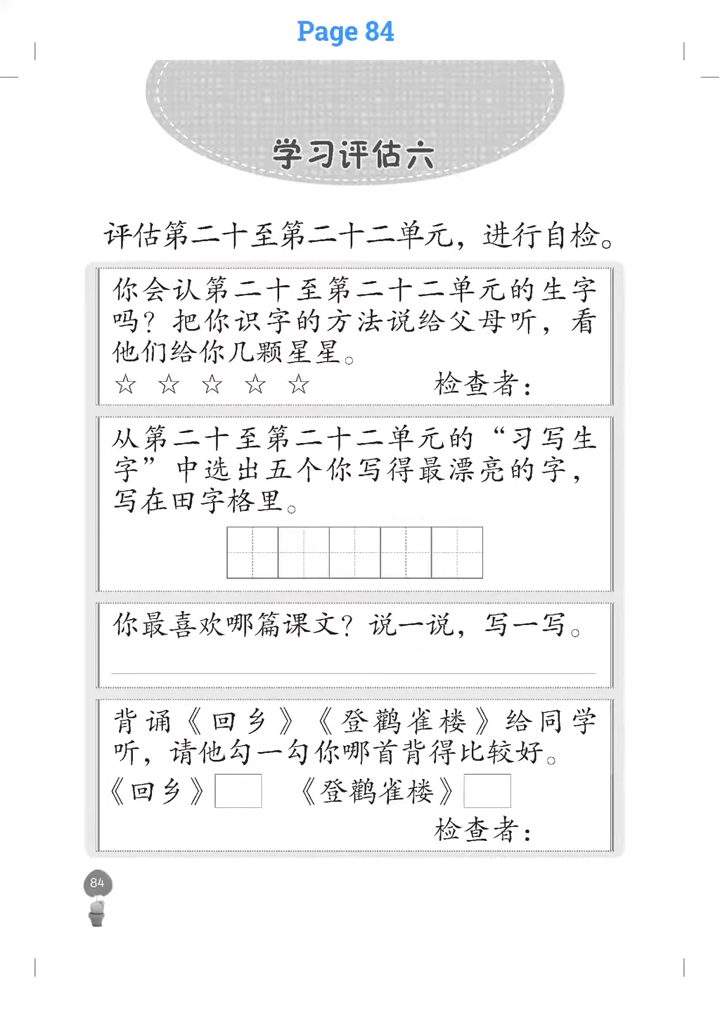 Page 84
学习评估六
评估第二十至第二十二单元，进行自检。
你会认第二十至第二十二单元的生字
吗？把你识字的方法说给父母听，看
他们给你几颗星星。
☆ ☆ ☆ ☆ ☆ 检查者：
从第二十至第二十二单元的“习写生
字”中选出五个你写得最漂亮的字，
写在田字格里。
你最喜欢哪篇课文？说一说，写一写。
背诵《回乡》《登鹳雀楼》给同学
听，请他勾一勾你哪首背得比较好。
《回乡》 《登鹳雀楼》
检查者：
84